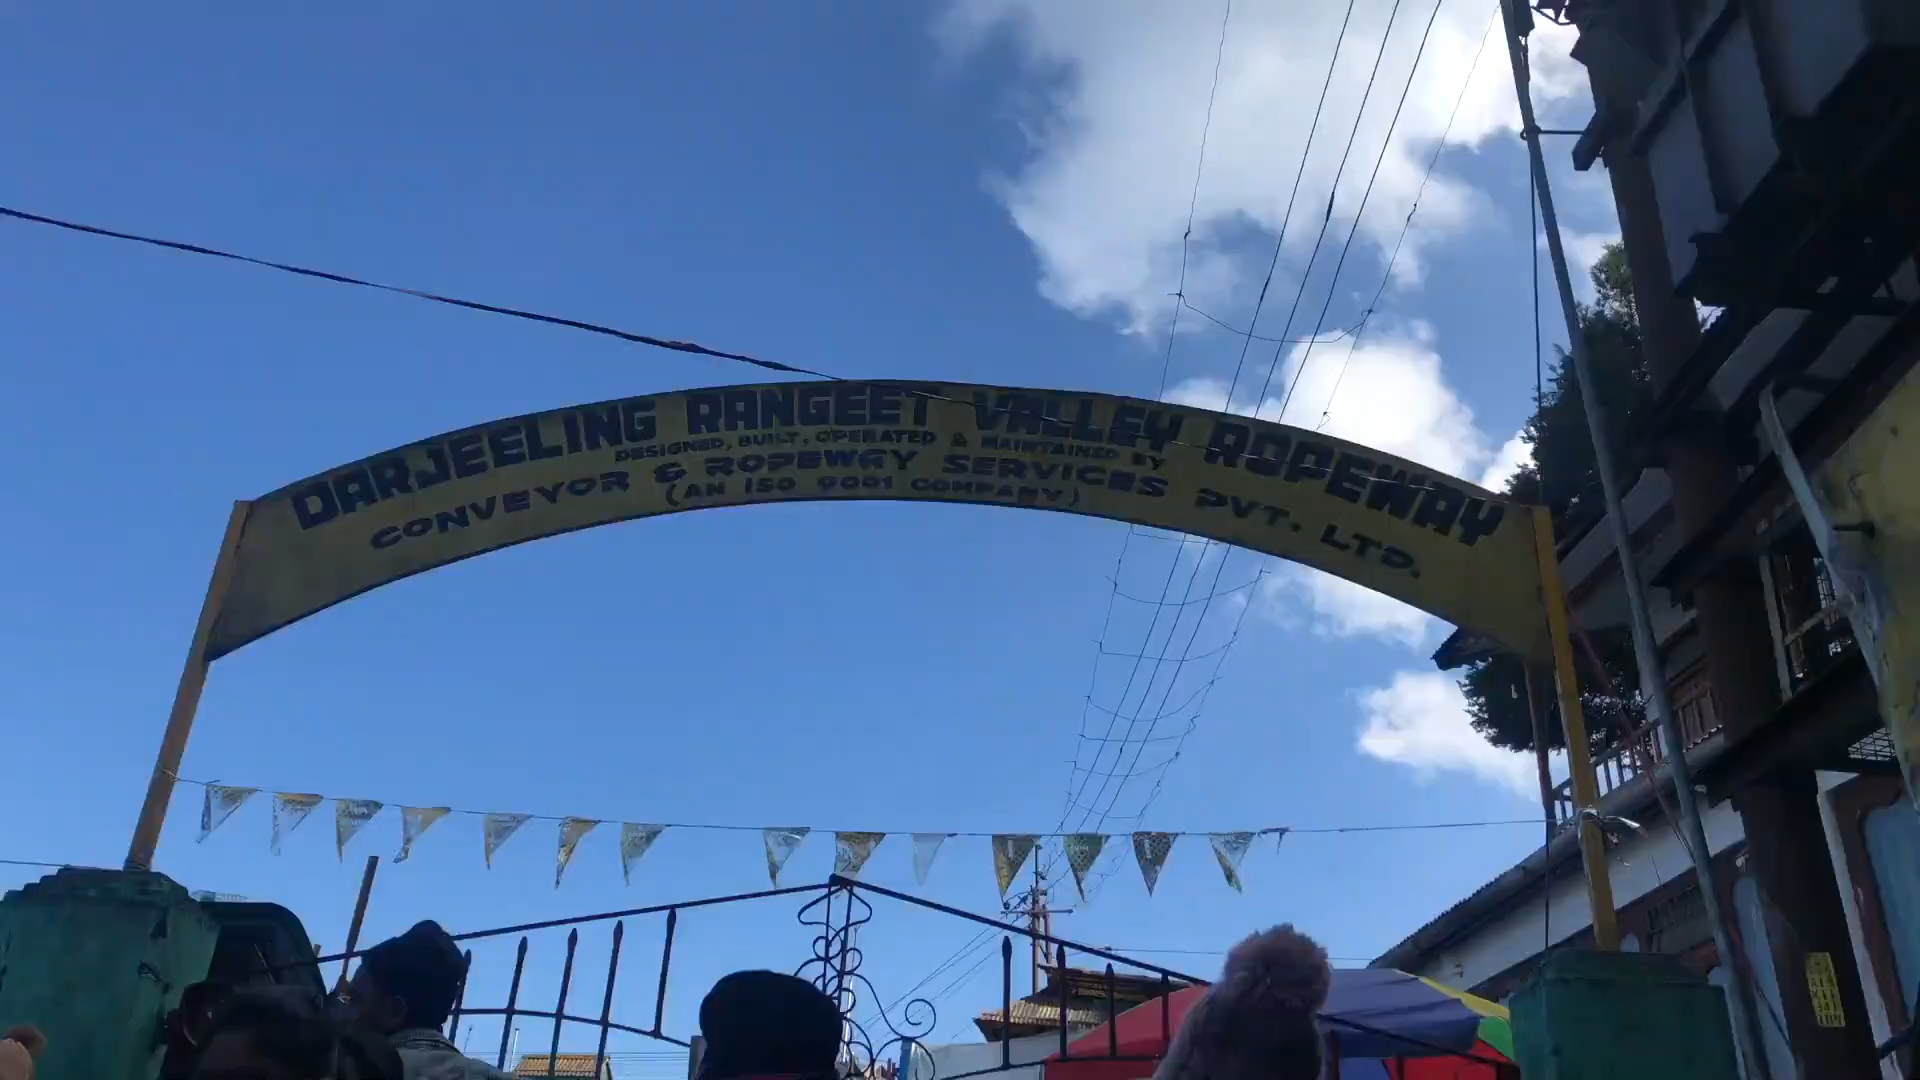 DARJEELING RANGEET VALLEY ROPEWAY
DESIGNED, BUILT, OPERATED & MAINTAINED BY
CONVEYOR & ROPEWAY SERVICES PVT. LTD.
(AN ISO 9001 COMPANY)